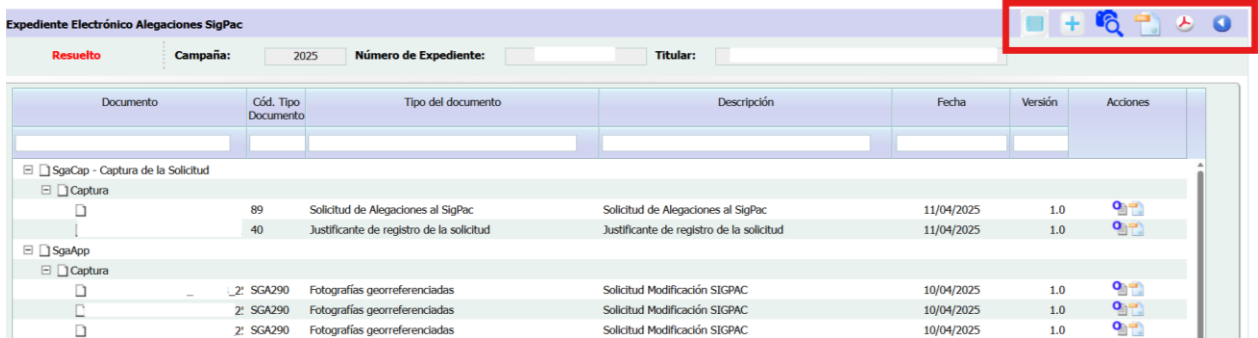 Expediente Electrónico Alegaciones SigPac
Resuelto Campaña: 2025 Número de Expediente: Titular:
Documento Cód. Tipo Documento Tipo del documento Descripción Fecha Versión Acciones
SgaCap - Captura de la Solicitud
Captura
89 Solicitud de Alegaciones al SigPac Solicitud de Alegaciones al SigPac 11/04/2025 1.0
40 Justificante de registro de la solicitud Justificante de registro de la solicitud 11/04/2025 1.0
SgaApp
Captura
SGA290 Fotografías georreferenciadas Solicitud Modificación SIGPAC 10/04/2025 1.0
SGA290 Fotografías georreferenciadas Solicitud Modificación SIGPAC 10/04/2025 1.0
SGA290 Fotografías georreferenciadas Solicitud Modificación SIGPAC 10/04/2025 1.0